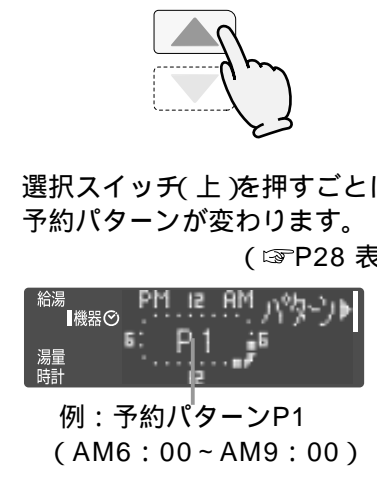 選択スイッチ(上)を押すごとに
予約パターンが変わります。
(☞P28 表
給湯 PM 12 AM パターン▶
機器
6: P1 :6
湯量
時計 12
例：予約パターンP1
(AM6：00~AM9：00)